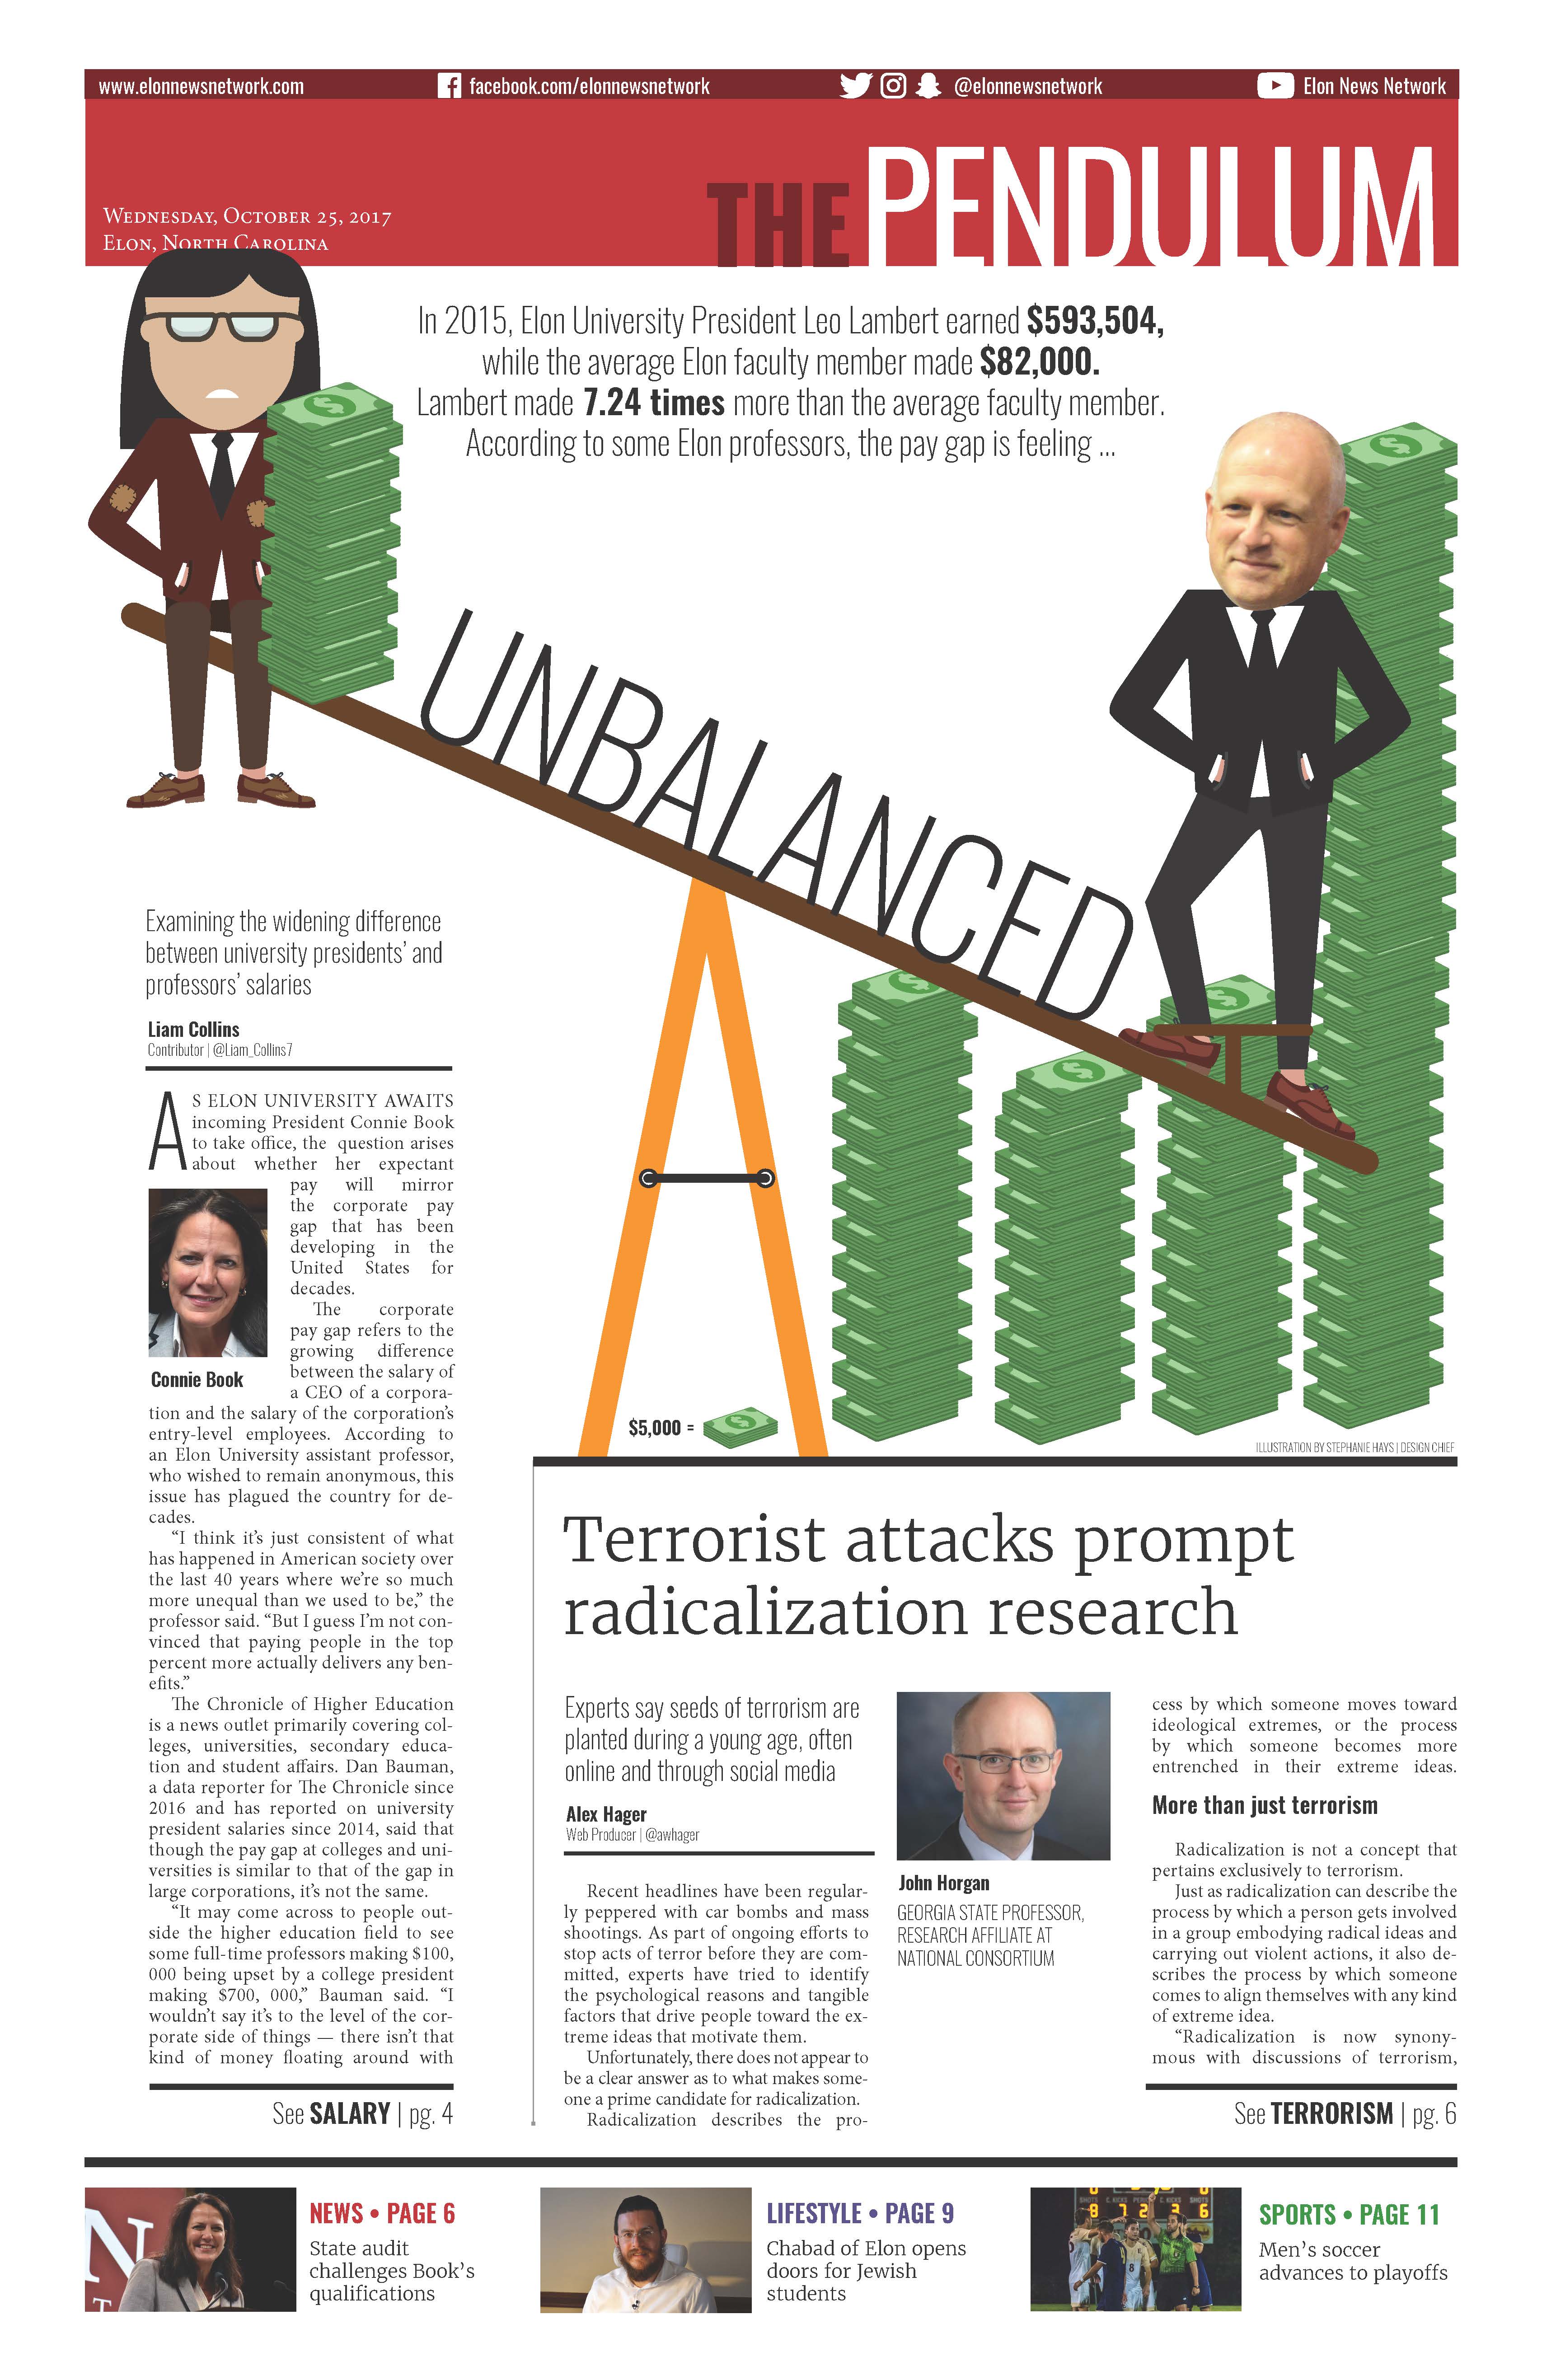 www.elonnewsnetwork.com
facebook.com/elonnewsnetwork
@elonnewsnetwork
Elon News Network
THE PENDULUM
Wednesday, October 25, 2017
Elon, North Carolina
In 2015, Elon University President Leo Lambert earned $593,504,
while the average Elon faculty member made $82,000.
Lambert made 7.24 times more than the average faculty member.
According to some Elon professors, the pay gap is feeling ...
UNBALANCED
Examining the widening difference
between university presidents’ and
professors’ salaries
Liam Collins
Contributor | @Liam_Collins7
AS ELON UNIVERSITY AWAITS
incoming President Connie Book
to take office, the question arises
about whether her expectant
pay will mirror
the corporate pay
gap that has been
developing in the
United States for
decades.
The corporate
pay gap refers to the
growing difference
between the salary of
a CEO of a corpora-
Connie Book
tion and the salary of the corporation’s
entry-level employees. According to
an Elon University assistant professor,
who wished to remain anonymous, this
issue has plagued the country for de-
cades.
“I think it’s just consistent of what
has happened in American society over
the last 40 years where we’re so much
more unequal than we used to be,” the
professor said. “But I guess I’m not con-
vinced that paying people in the top
percent more actually delivers any ben-
efits.”
The Chronicle of Higher Education
is a news outlet primarily covering col-
leges, universities, secondary educa-
tion and student affairs. Dan Bauman,
a data reporter for The Chronicle since
2016 and has reported on university
president salaries since 2014, said that
though the pay gap at colleges and uni-
versities is similar to that of the gap in
large corporations, it’s not the same.
“It may come across to people out-
side the higher education field to see
some full-time professors making $100,
000 being upset by a college president
making $700, 000,” Bauman said. “I
wouldn’t say it’s to the level of the cor-
porate side of things — there isn’t that
kind of money floating around with
See SALARY | pg. 4
$5,000 =
ILLUSTRATION BY STEPHANIE HAYS | DESIGN CHIEF
Terrorist attacks prompt
radicalization research
Experts say seeds of terrorism are
planted during a young age, often
online and through social media
Alex Hager
Web Producer | @awhager
Recent headlines have been regular-
ly peppered with car bombs and mass
shootings. As part of ongoing efforts to
stop acts of terror before they are com-
mitted, experts have tried to identify
the psychological reasons and tangible
factors that drive people toward the ex-
treme ideas that motivate them.
Unfortunately, there does not appear to
be a clear answer as to what makes some-
one a prime candidate for radicalization.
Radicalization describes the pro-
John Horgan
GEORGIA STATE PROFESSOR,
RESEARCH AFFILIATE AT
NATIONAL CONSORTIUM
cess by which someone moves toward
ideological extremes, or the process
by which someone becomes more
entrenched in their extreme ideas.
More than just terrorism
Radicalization is not a concept that
pertains exclusively to terrorism.
Just as radicalization can describe the
process by which a person gets involved
in a group embodying radical ideas and
carrying out violent actions, it also de-
scribes the process by which someone
comes to align themselves with any kind
of extreme idea.
“Radicalization is now synony-
mous with discussions of terrorism,
See TERRORISM | pg. 6
NEWS • PAGE 6
State audit
challenges Book’s
qualifications
LIFESTYLE • PAGE 9
Chabad of Elon opens
doors for Jewish
students
SPORTS • PAGE 11
Men’s soccer
advances to playoffs